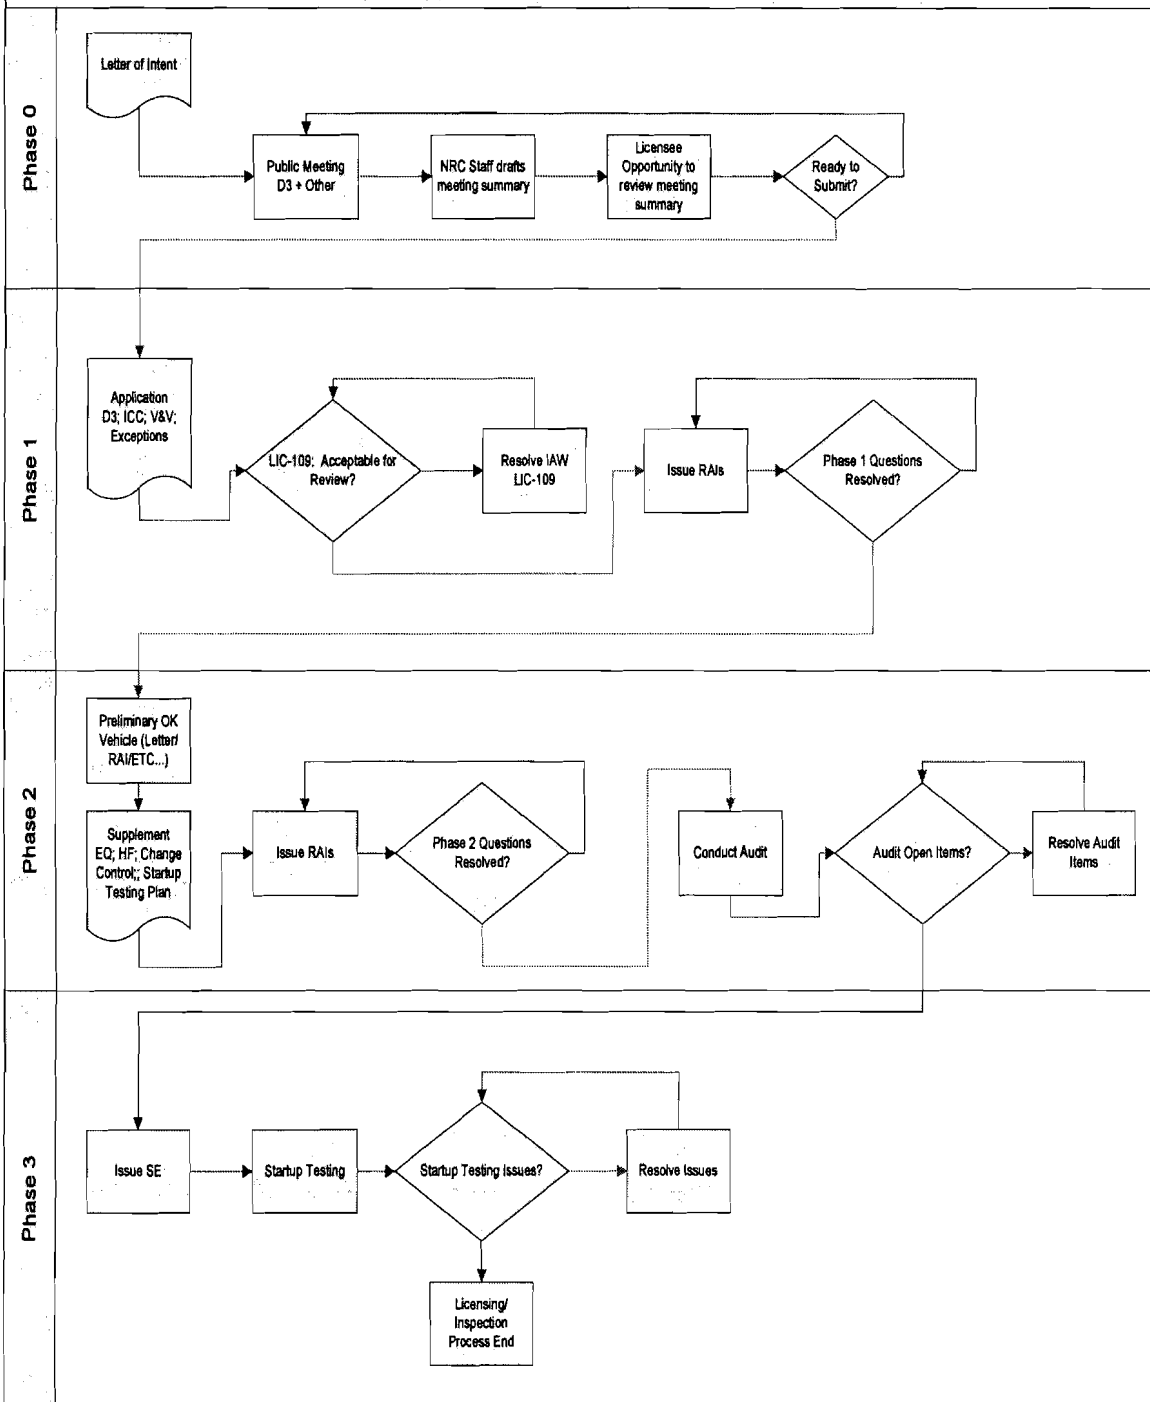 Phase 0
Letter of Intent
Public Meeting
D3 + Other
NRC Staff drafts
meeting summary
Licensee
Opportunity to
review meeting
summary
Ready to
Submit?
Phase 1
Application
D3; ICC; V&V;
Exceptions
LIC-109: Acceptable for
Review?
Resolve IAW
LIC-109
Issue RAIs
Phase 1 Questions
Resolved?
Phase 2
Preliminary OK
Vehicle (Letter/
RAI/ETC...)
Supplement
EQ; HF; Change
Control;; Startup
Testing Plan
Issue RAIs
Phase 2 Questions
Resolved?
Conduct Audit
Audit Open Items?
Resolve Audit
Items
Phase 3
Issue SE
Startup Testing
Startup Testing Issues?
Resolve Issues
Licensing/
Inspection
Process End